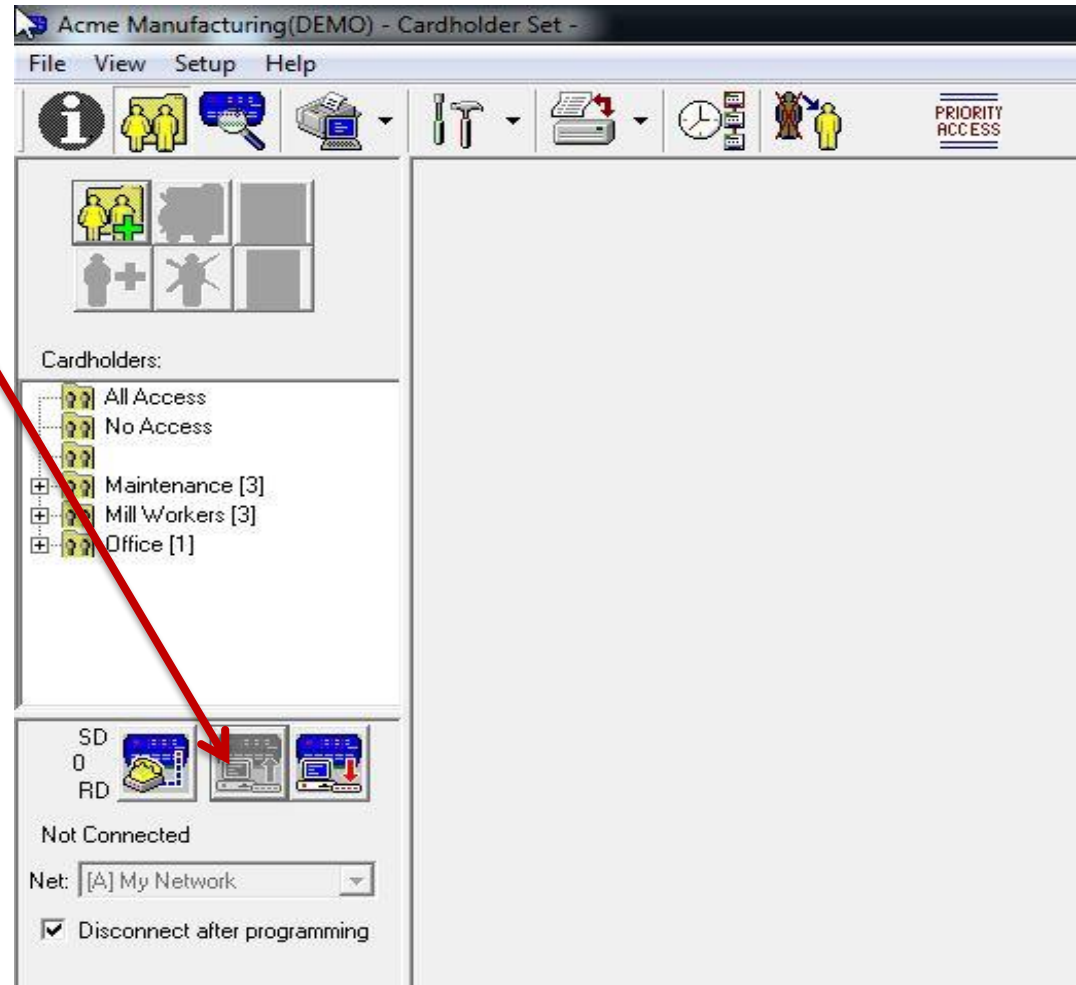 Acme Manufacturing(DEMO) - Cardholder Set -
File View Setup Help
PRIORITY
ACCESS
Cardholders:
All Access
No Access
Maintenance [3]
Mill Workers [3]
Office [1]
SD
0
RD
Not Connected
Net: [A] My Network
Disconnect after programming